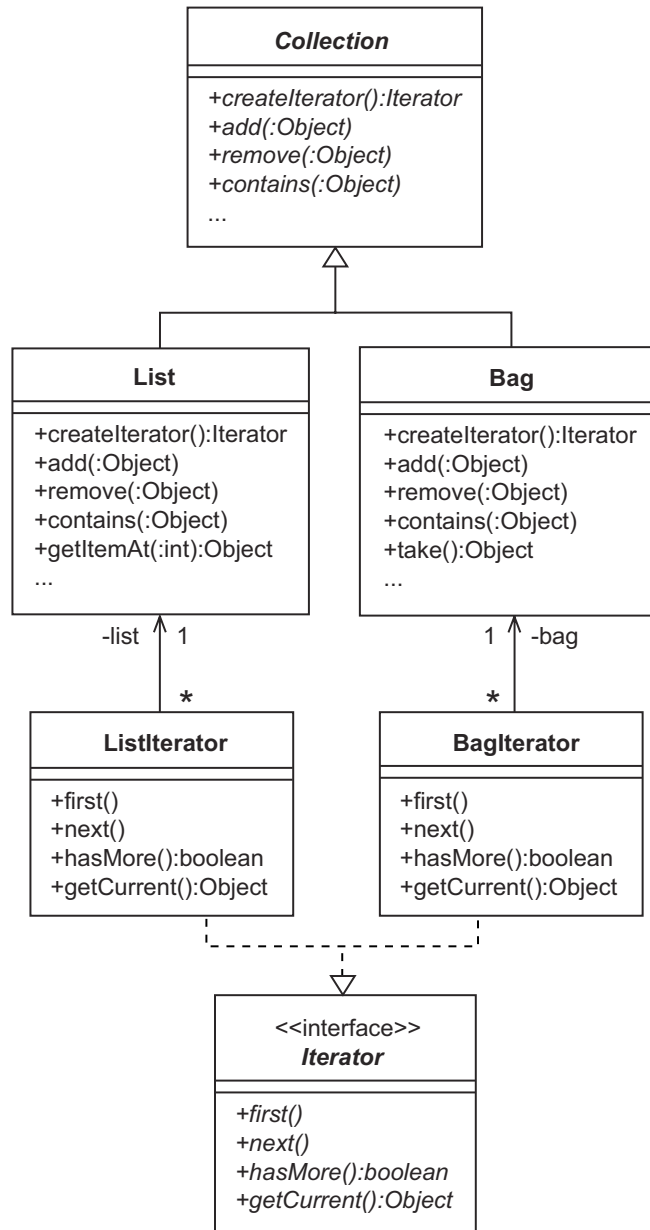 Collection
+createIterator():Iterator
+add(:Object)
+remove(:Object)
+contains(:Object)
...
List
+createIterator():Iterator
+add(:Object)
+remove(:Object)
+contains(:Object)
+getItemAt(:int):Object
...
Bag
+createIterator():Iterator
+add(:Object)
+remove(:Object)
+contains(:Object)
+take():Object
...
-list 1
1 -bag
*
*
ListIterator
+first()
+next()
+hasMore():boolean
+getCurrent():Object
BagIterator
+first()
+next()
+hasMore():boolean
+getCurrent():Object
<<interface>>
Iterator
+first()
+next()
+hasMore():boolean
+getCurrent():Object